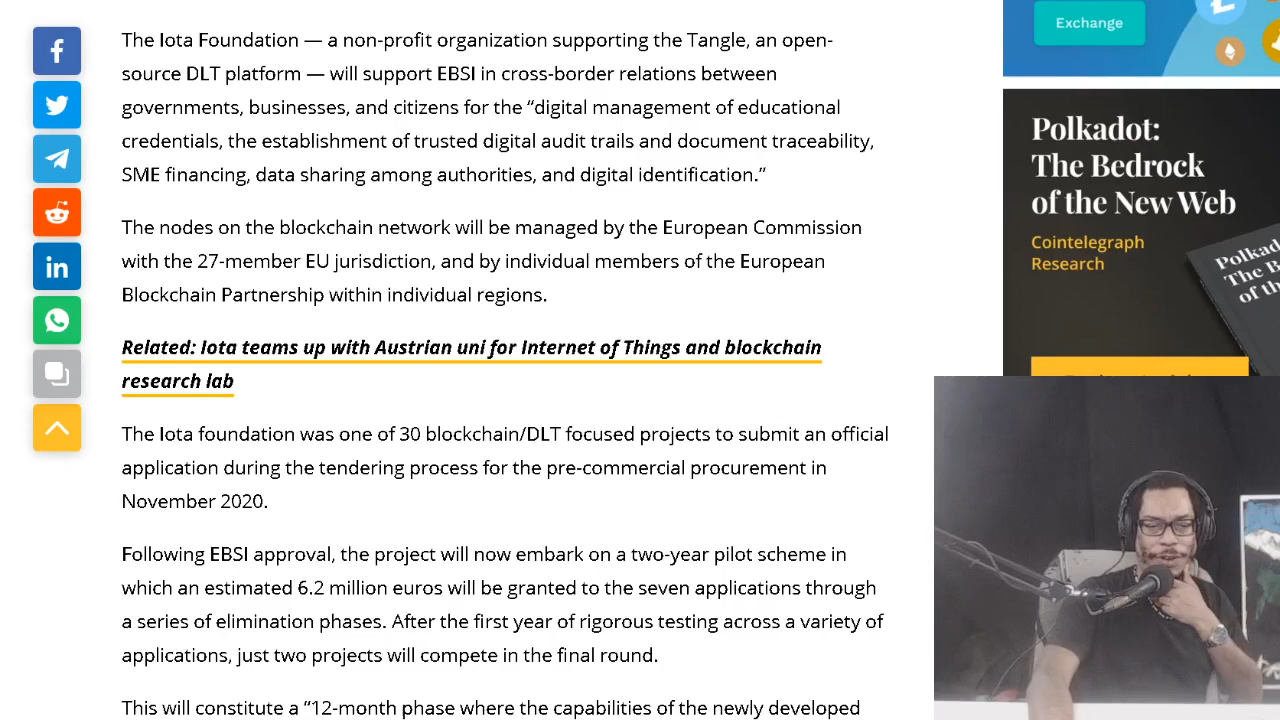 The Iota Foundation — a non-profit organization supporting the Tangle, an open-
source DLT platform — will support EBSI in cross-border relations between
governments, businesses, and citizens for the “digital management of educational
credentials, the establishment of trusted digital audit trails and document traceability,
SME financing, data sharing among authorities, and digital identification.”
The nodes on the blockchain network will be managed by the European Commission
with the 27-member EU jurisdiction, and by individual members of the European
Blockchain Partnership within individual regions.
Related: Iota teams up with Austrian uni for Internet of Things and blockchain
research lab
The Iota foundation was one of 30 blockchain/DLT focused projects to submit an official
application during the tendering process for the pre-commercial procurement in
November 2020.
Following EBSI approval, the project will now embark on a two-year pilot scheme in
which an estimated 6.2 million euros will be granted to the seven applications through
a series of elimination phases. After the first year of rigorous testing across a variety of
applications, just two projects will compete in the final round.
This will constitute a “12-month phase where the capabilities of the newly developed
Exchange
Polkadot:
The Bedrock
of the New Web
Cointelegraph
Research
Polkad
The B
of th